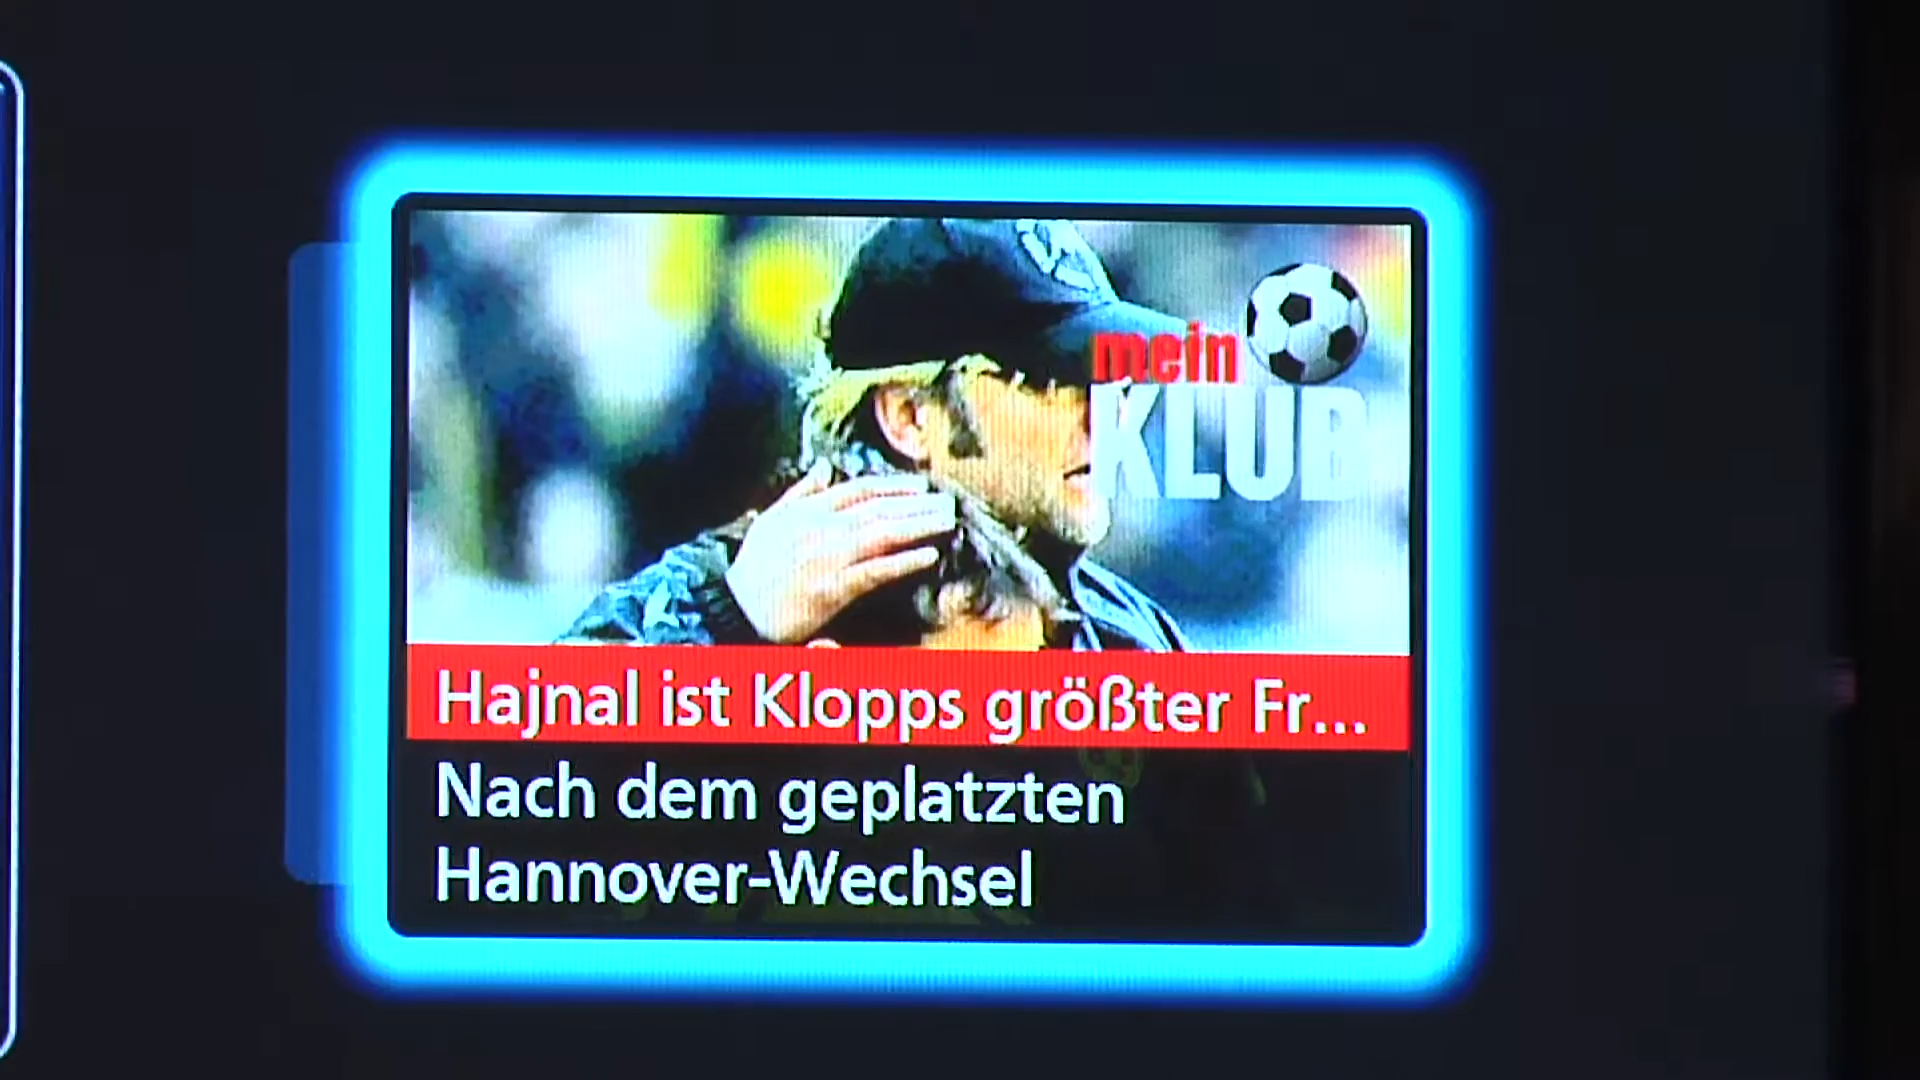 mein
KLUB
Hajnal ist Klopps größter Fr...
Nach dem geplatzten
Hannover-Wechsel